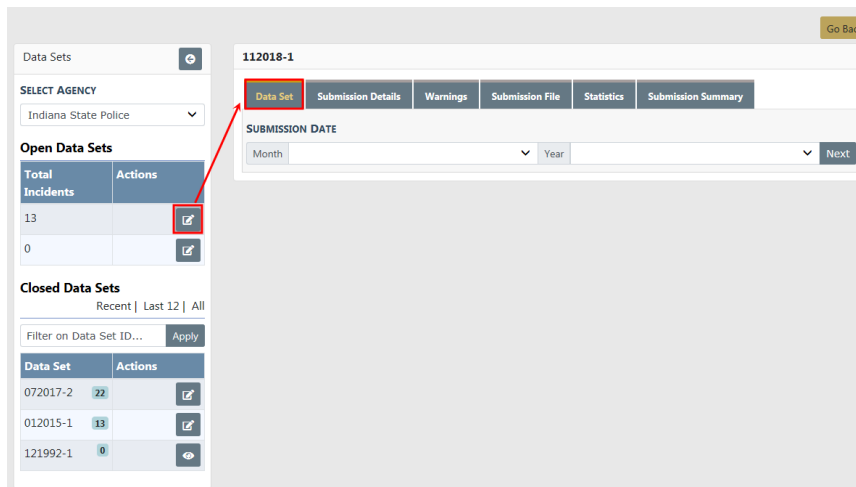 Go Bac
Data Sets
112018-1
SELECT AGENCY
Indiana State Police
Data Set
Submission Details
Warnings
Submission File
Statistics
Submission Summary
SUBMISSION DATE
Month
Year
Next
Open Data Sets
Total Incidents
Actions
13
0
Closed Data Sets
Recent | Last 12 | All
Filter on Data Set ID...
Apply
Data Set
Actions
072017-2 22
012015-1 13
121992-1 0